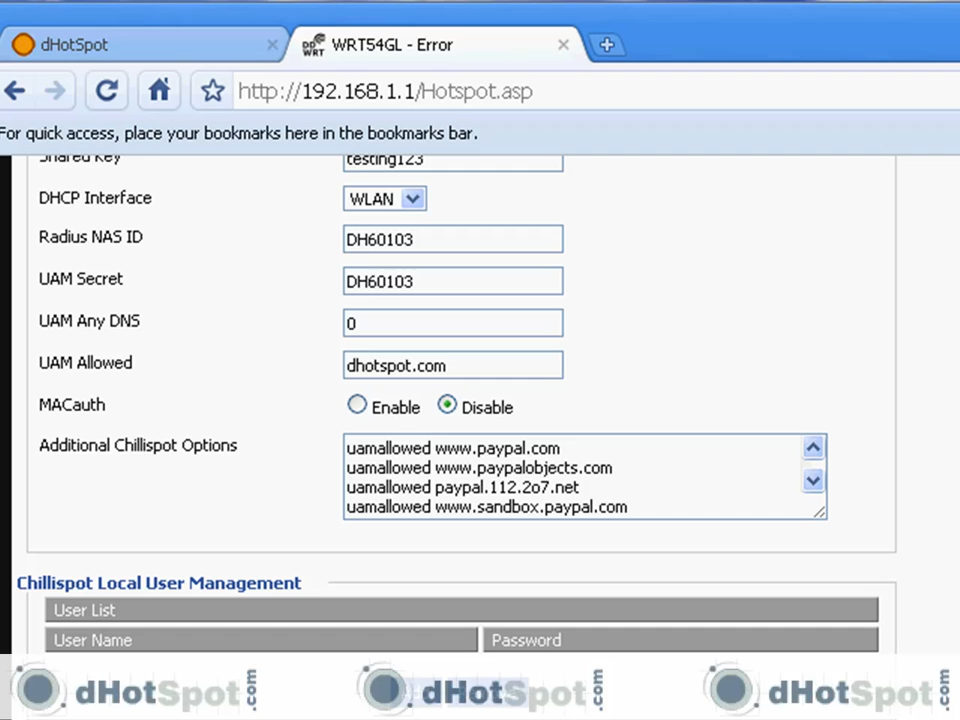 dHotSpot
DD WRT WRT54GL - Error
http://192.168.1.1/Hotspot.asp
For quick access, place your bookmarks here in the bookmarks bar.
Shared Key testing123
DHCP Interface WLAN
Radius NAS ID DH60103
UAM Secret DH60103
UAM Any DNS 0
UAM Allowed dhotspot.com
MACauth Enable Disable
Additional Chillispot Options uamallowed www.paypal.com
uamallowed www.paypalobjects.com
uamallowed paypal.112.2o7.net
uamallowed www.sandbox.paypal.com
Chillispot Local User Management
User List
User Name Password
dHotSpot.com dHotSpot.com dHotSpot.com